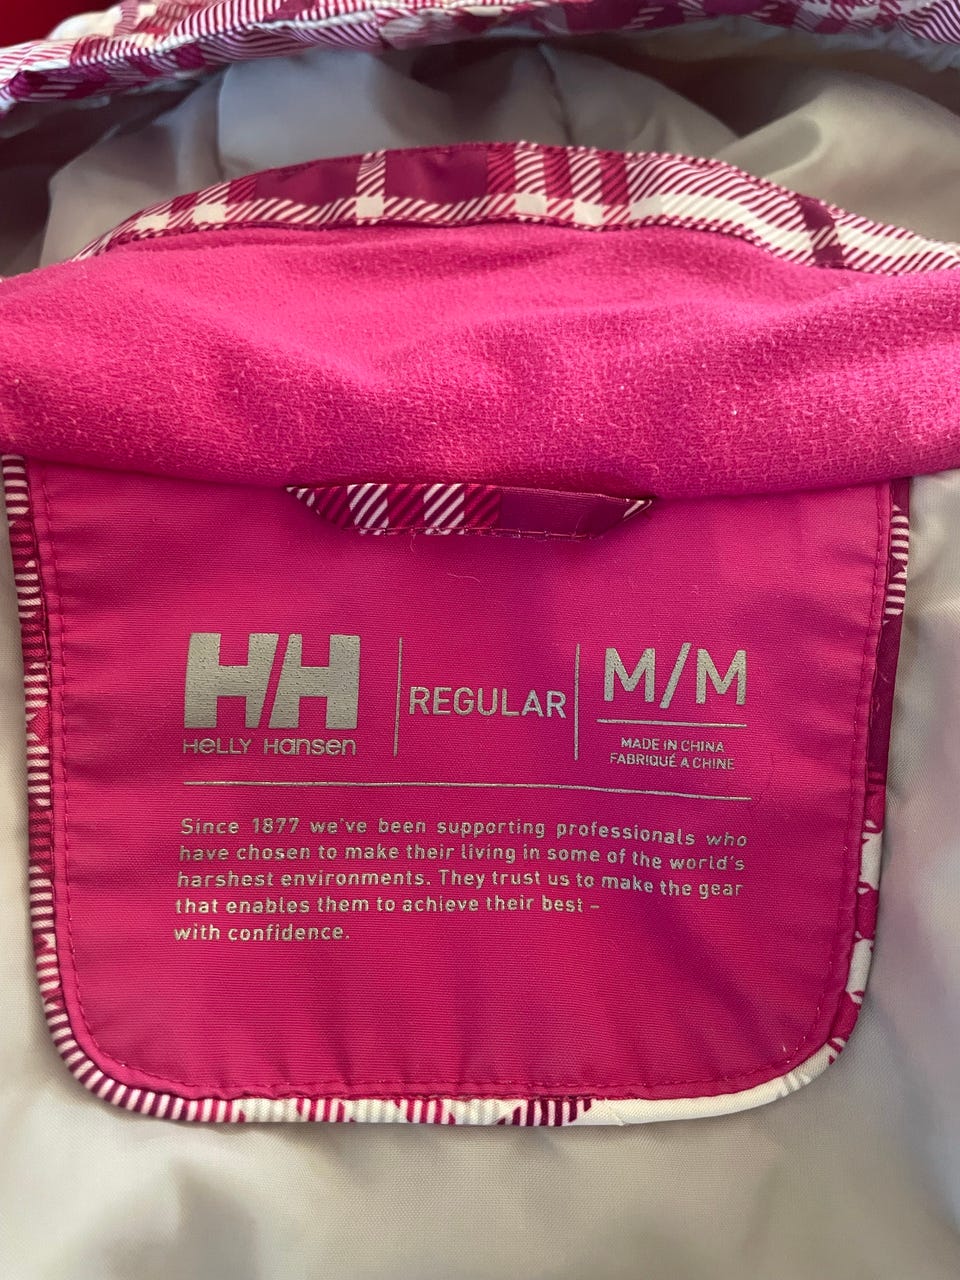 HH
HELLY HANSEN
REGULAR
M/M
MADE IN CHINA
FABRIQUÉ A CHINE
Since 1877 we've been supporting professionals who
have chosen to make their living in some of the world's
harshest environments. They trust us to make the gear
that enables them to achieve their best –
with confidence.